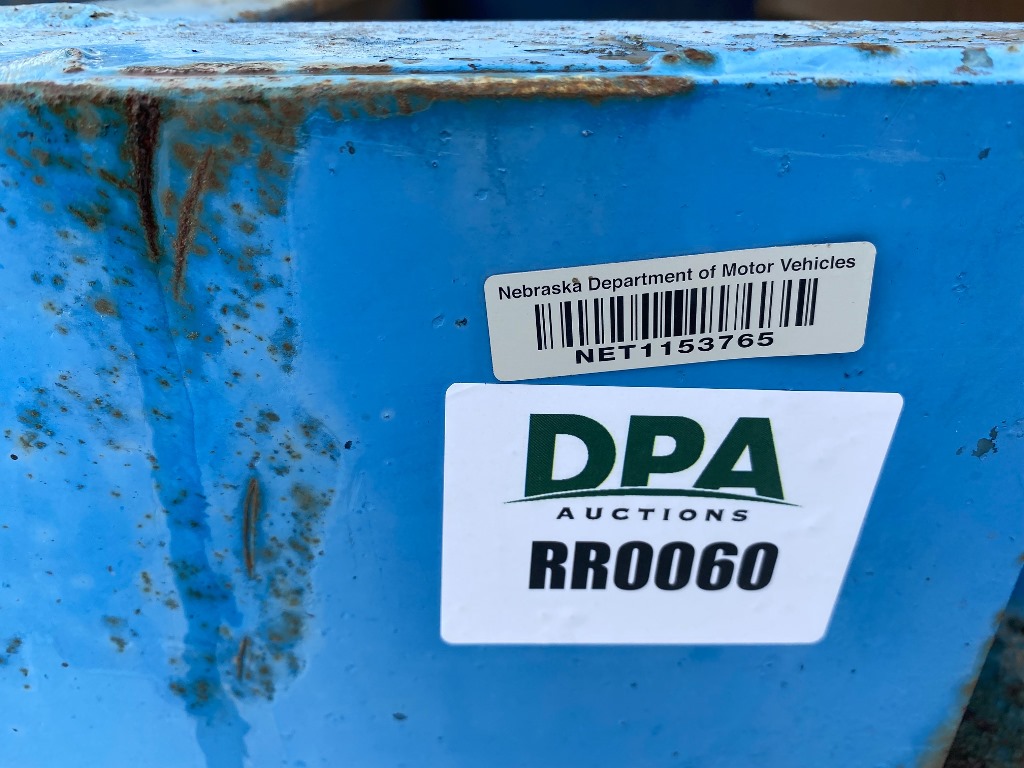 Nebraska Department of Motor Vehicles
NET1153765
DPA
AUCTIONS
RR0060